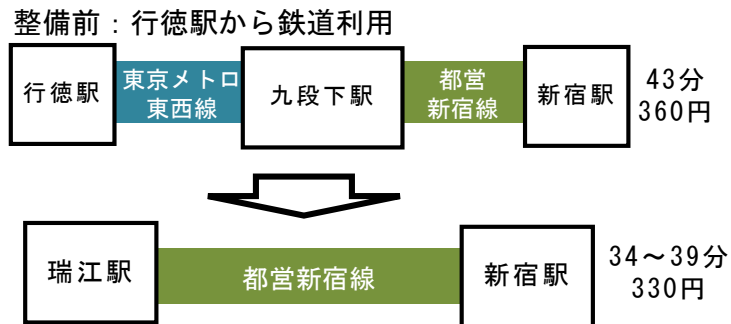 整備前：行徳駅から鉄道利用
行徳駅
東京メトロ
東西線
九段下駅
都営
新宿線
新宿駅
43分
360円
瑞江駅
都営新宿線
新宿駅
34～39分
330円